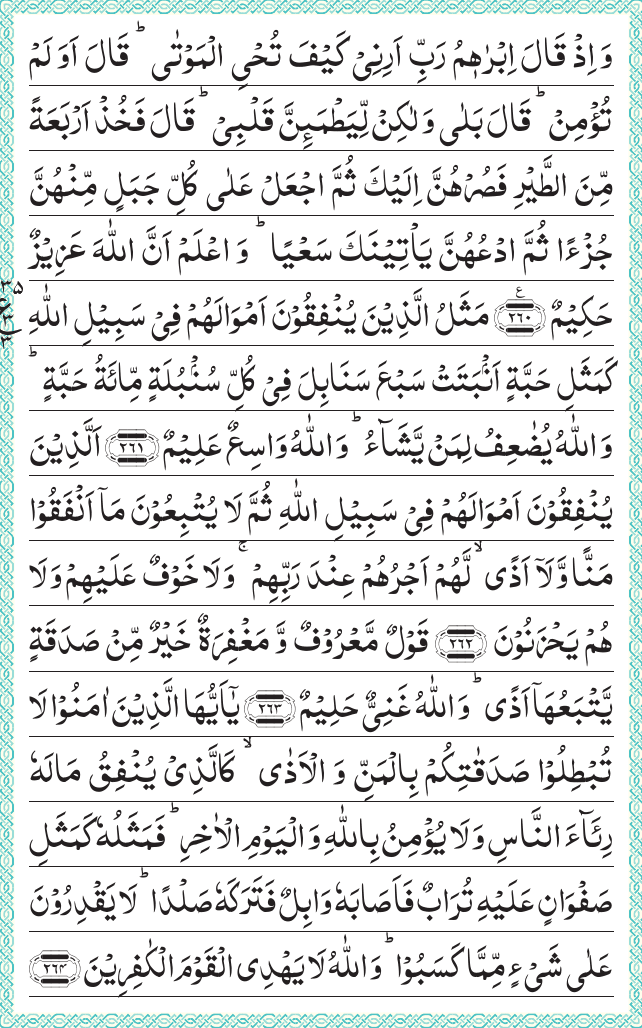 وَاِذۡ قَالَ اِبۡرٰهٖمُ رَبِّ اَرِنِىۡ كَيۡفَ تُحۡىِ الۡمَوۡتٰى ؕ قَالَ اَوَلَمۡ
تُؤۡمِنۡ‌ ؕ قَالَ بَلٰى وَلٰكِنۡ لِّيَطۡمَٮِٕنَّ قَلۡبِىۡ‌ ؕ قَالَ فَخُذۡ اَرۡبَعَةً
مِّنَ الطَّيۡرِ فَصُرۡهُنَّ اِلَيۡكَ ثُمَّ اجۡعَلۡ عَلٰى كُلِّ جَبَلٍ مِّنۡهُنَّ
جُزۡءًا ثُمَّ ادۡعُهُنَّ يَاۡتِيۡنَكَ سَعۡيًا ؕ وَاعۡلَمۡ اَنَّ اللّٰهَ عَزِيۡزٌ
حَكِيۡمٌ ‏﴿۲۶۰﴾ ع مَثَلُ الَّذِيۡنَ يُنۡفِقُوۡنَ اَمۡوَالَهُمۡ فِىۡ سَبِيۡلِ اللّٰهِ
كَمَثَلِ حَبَّةٍ اَنۡۢبَتَتۡ سَبۡعَ سَنَابِلَ فِىۡ كُلِّ سُنۡۢبُلَةٍ مِّائَةُ حَبَّةٍ‌ ؕ
وَاللّٰهُ يُضٰعِفُ لِمَنۡ يَّشَآءُ‌ ؕ وَاللّٰهُ وَاسِعٌ عَلِيۡمٌ ﴿۲۶۱﴾ اَلَّذِيۡنَ
يُنۡفِقُوۡنَ اَمۡوَالَهُمۡ فِىۡ سَبِيۡلِ اللّٰهِ ثُمَّ لَا يُتۡبِعُوۡنَ مَاۤ اَنۡفَقُوۡا
مَنًّا وَّلَاۤ اَذًى‌ ۙ لَّهُمۡ اَجۡرُهُمۡ عِنۡدَ رَبِّهِمۡ‌ۚ وَلَا خَوۡفٌ عَلَيۡهِمۡ وَلَا
هُمۡ يَحۡزَنُوۡنَ ﴿۲۶۲﴾ قَوۡلٌ مَّعۡرُوۡفٌ وَّمَغۡفِرَةٌ خَيۡرٌ مِّنۡ صَدَقَةٍ
يَّتۡبَعُهَاۤ اَذًى‌ؕ وَاللّٰهُ غَنِىٌّ حَلِيۡمٌ ﴿۲۶۳﴾ يٰۤاَيُّهَا الَّذِيۡنَ اٰمَنُوۡا لَا
تُبۡطِلُوۡا صَدَقٰتِكُمۡ بِالۡمَنِّ وَالۡاَذٰىۙ كَالَّذِىۡ يُنۡفِقُ مَالَهٗ
رِئَآءَ النَّاسِ وَلَا يُؤۡمِنُ بِاللّٰهِ وَالۡيَوۡمِ الۡاٰخِرِ‌ؕ فَمَثَلُهٗ كَمَثَلِ
صَفۡوَانٍ عَلَيۡهِ تُرَابٌ فَاَصَابَهٗ وَابِلٌ فَتَرَكَهٗ صَلۡدًا ‌ؕ لَا يَقۡدِرُوۡنَ
عَلٰى شَىۡءٍ مِّمَّا كَسَبُوۡا ‌ؕ وَاللّٰهُ لَا يَهۡدِى الۡقَوۡمَ الۡـكٰفِرِيۡنَ ﴿۲۶۴﴾